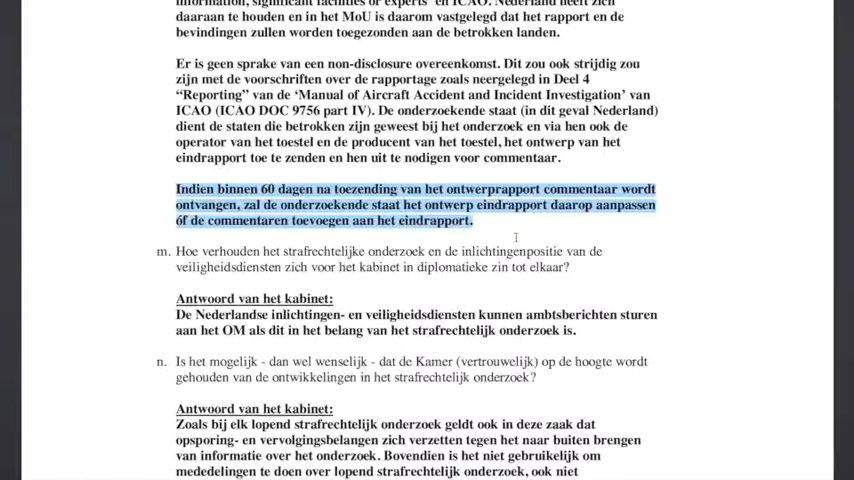 information, significant facilities or experts' en ICAO. Nederland heeft zich
daaraan te houden en in het MoU is daarom vastgelegd dat het rapport en de
bevindingen zullen worden toegezonden aan de betrokken landen.
Er is geen sprake van een non-disclosure overeenkomst. Dit zou ook strijdig zou
zijn met de voorschriften over de rapportage zoals neergelegd in Deel 4
“Reporting” van de ‘Manual of Aircraft Accident and Incident Investigation’ van
ICAO (ICAO DOC 9756 part IV). De onderzoekende staat (in dit geval Nederland)
dient de staten die betrokken zijn geweest bij het onderzoek en via hen ook de
operator van het toestel en de producent van het toestel, het ontwerp van het
eindrapport toe te zenden en hen uit te nodigen voor commentaar.
Indien binnen 60 dagen na toezending van het ontwerprapport commentaar wordt
ontvangen, zal de onderzoekende staat het ontwerp eindrapport daarop aanpassen
óf de commentaren toevoegen aan het eindrapport.
m. Hoe verhouden het strafrechtelijke onderzoek en de inlichtingenpositie van de
veiligheidsdiensten zich voor het kabinet in diplomatieke zin tot elkaar?
Antwoord van het kabinet:
De Nederlandse inlichtingen- en veiligheidsdiensten kunnen ambtsberichten sturen
aan het OM als dit in het belang van het strafrechtelijk onderzoek is.
n. Is het mogelijk - dan wel wenselijk - dat de Kamer (vertrouwelijk) op de hoogte wordt
gehouden van de ontwikkelingen in het strafrechtelijk onderzoek?
Antwoord van het kabinet:
Zoals bij elk lopend strafrechtelijk onderzoek geldt ook in deze zaak dat
opsporing- en vervolgingsbelangen zich verzetten tegen het naar buiten brengen
van informatie over het onderzoek. Bovendien is het niet gebruikelijk om
mededelingen te doen over lopend strafrechtelijk onderzoek, ook niet